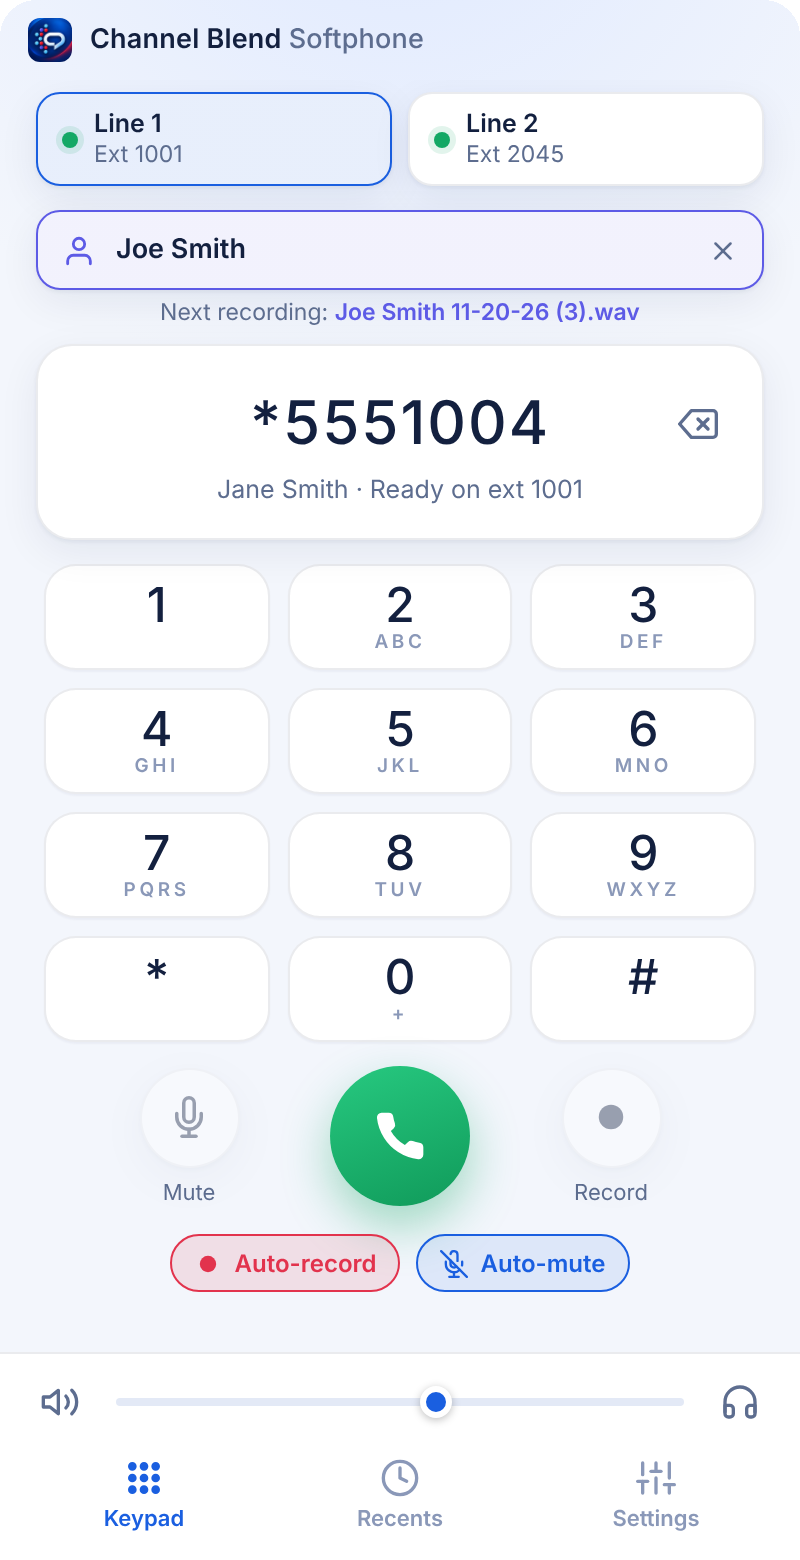 Channel Blend Softphone
Line 1
Ext 1001
Line 2
Ext 2045
Joe Smith
Next recording: Joe Smith 11-20-26 (3).wav
*5551004
Jane Smith · Ready on ext 1001
1
2
ABC
3
DEF
4
GHI
5
JKL
6
MNO
7
PQRS
8
TUV
9
WXYZ
*
0
+
#
Mute
Record
Auto-record
Auto-mute
Keypad
Recents
Settings